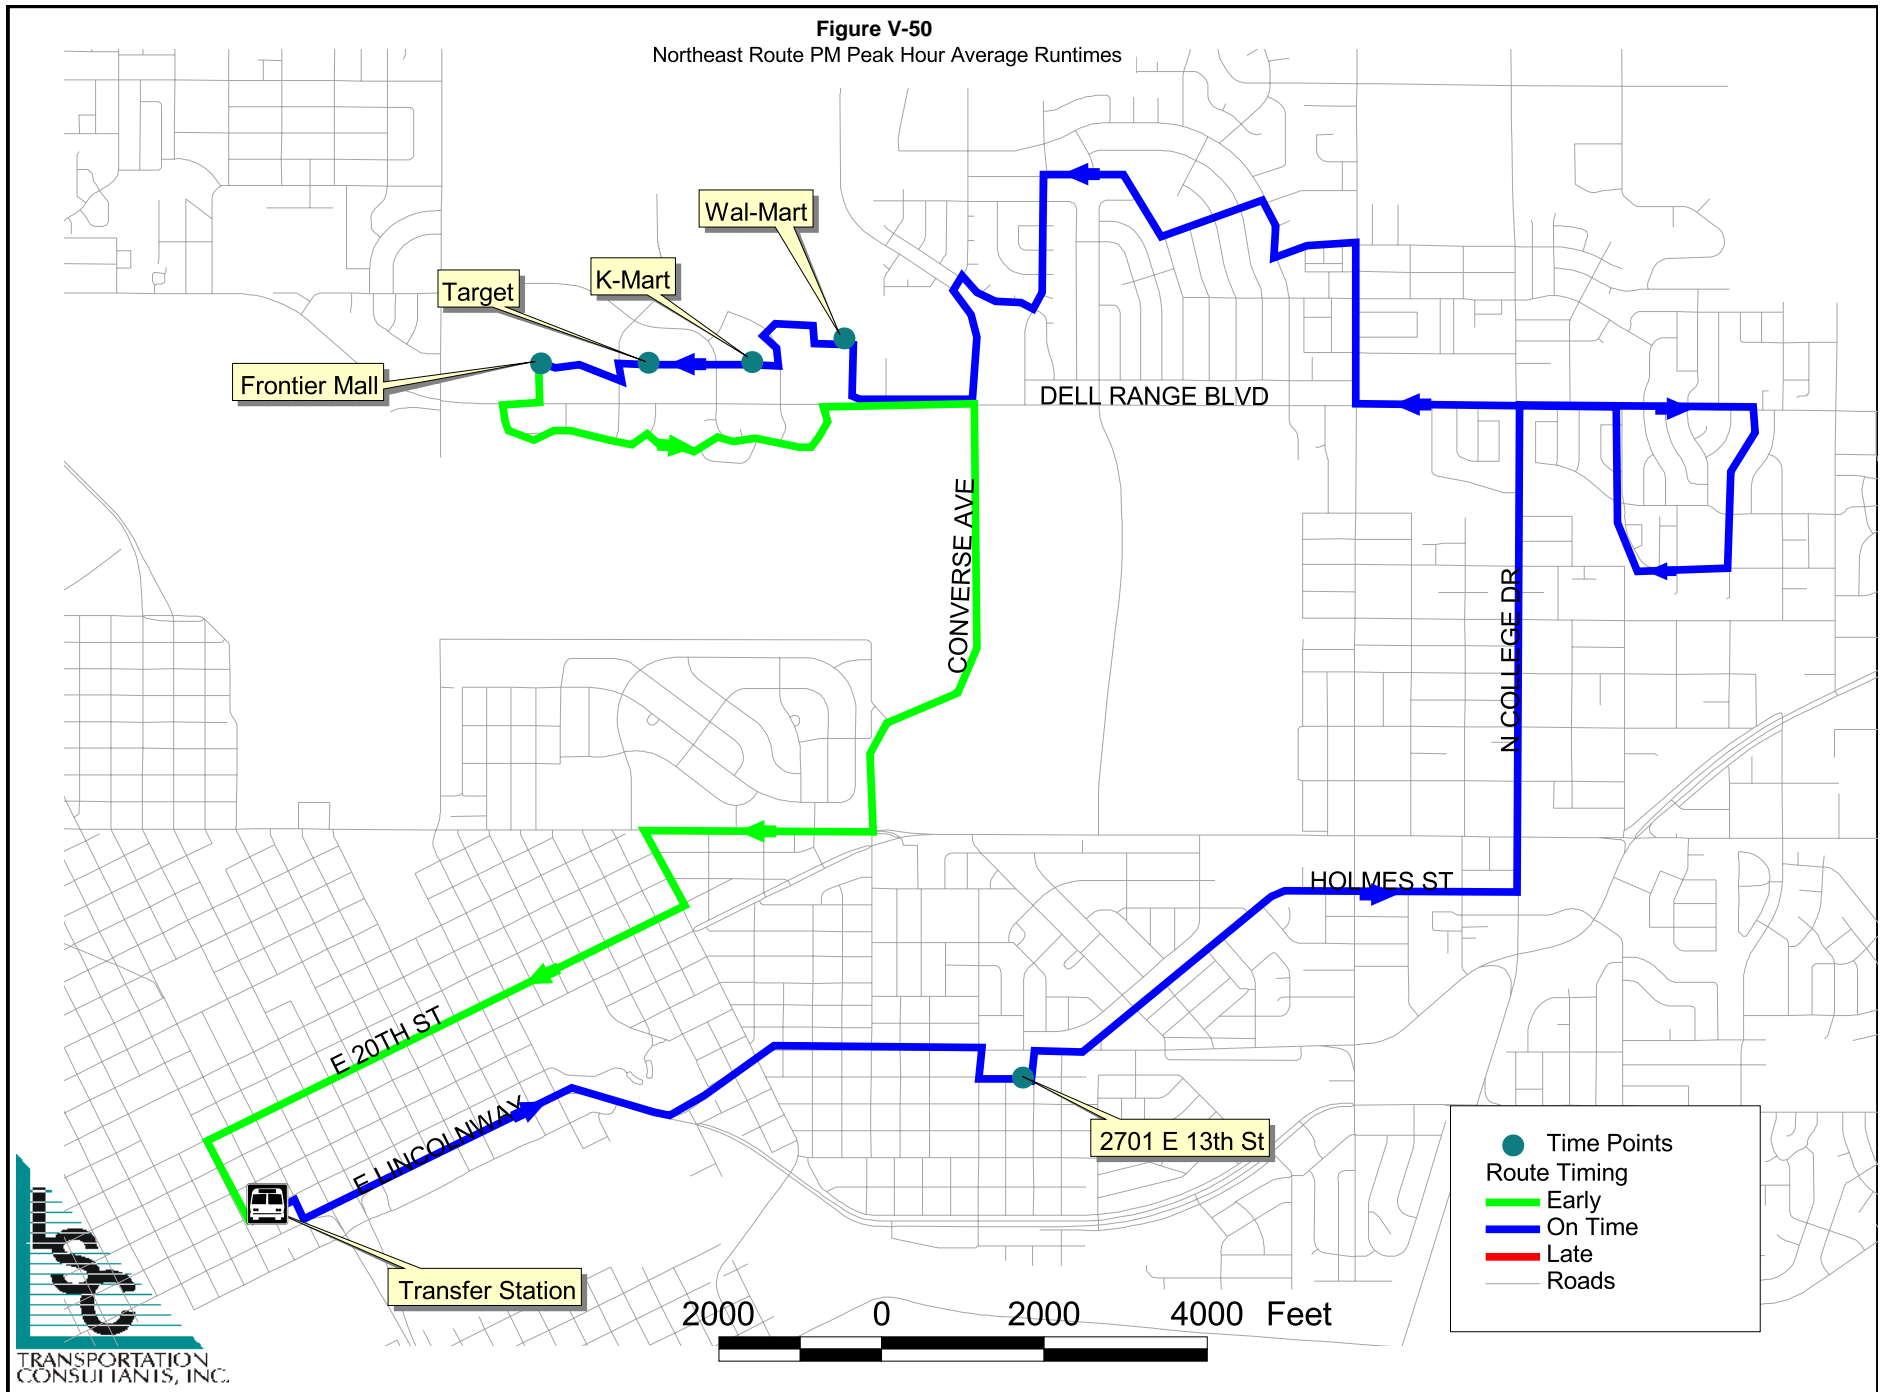 Figure V-50
Northeast Route PM Peak Hour Average Runtimes
Wal-Mart
K-Mart
Target
Frontier Mall
DELL RANGE BLVD
CONVERSE AVE
N COLLEGE DR
HOLMES ST
E 20TH ST
E LINCOLNWAY
2701 E 13th St
Transfer Station
Time Points
Route Timing
Early
On Time
Late
Roads
2000 0 2000 4000 Feet
LSC
TRANSPORTATION
CONSULTANTS, INC.